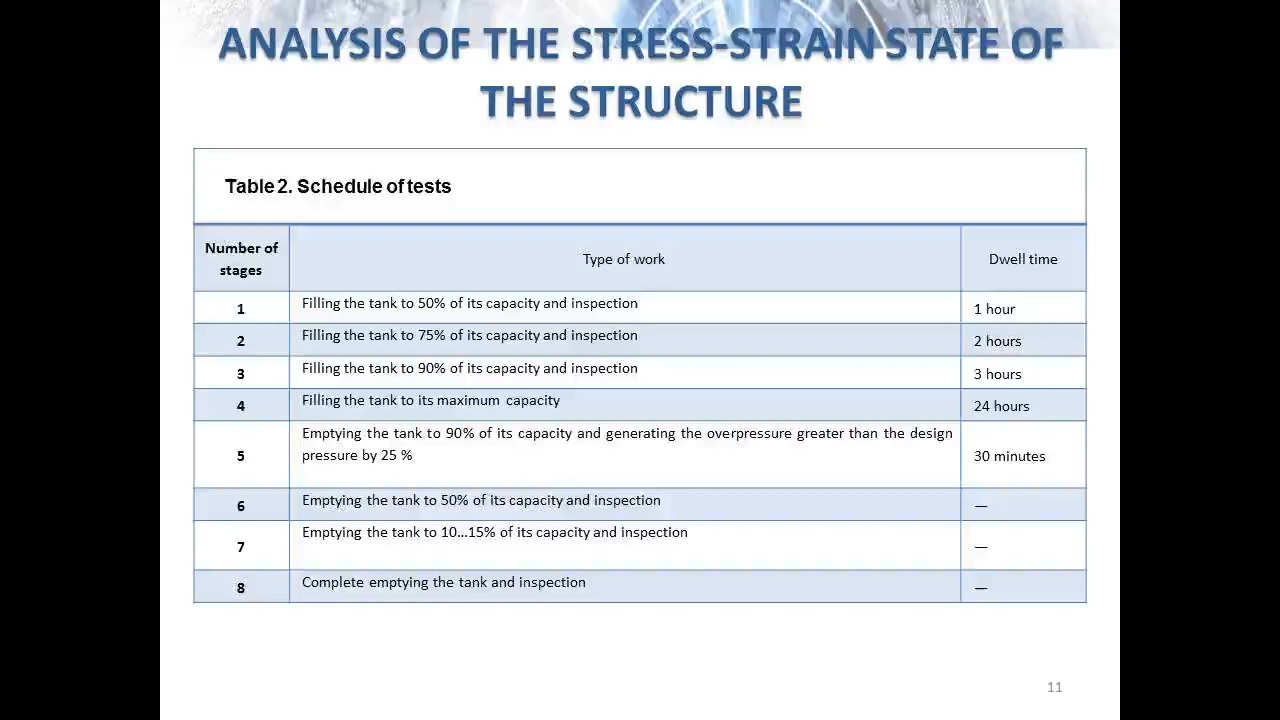 ANALYSIS OF THE STRESS-STRAIN STATE OF
THE STRUCTURE
Table 2. Schedule of tests
Number of stages Type of work Dwell time
1 Filling the tank to 50% of its capacity and inspection 1 hour
2 Filling the tank to 75% of its capacity and inspection 2 hours
3 Filling the tank to 90% of its capacity and inspection 3 hours
4 Filling the tank to its maximum capacity 24 hours
5 Emptying the tank to 90% of its capacity and generating the overpressure greater than the design
pressure by 25 % 30 minutes
6 Emptying the tank to 50% of its capacity and inspection —
7 Emptying the tank to 10...15% of its capacity and inspection —
8 Complete emptying the tank and inspection —
11